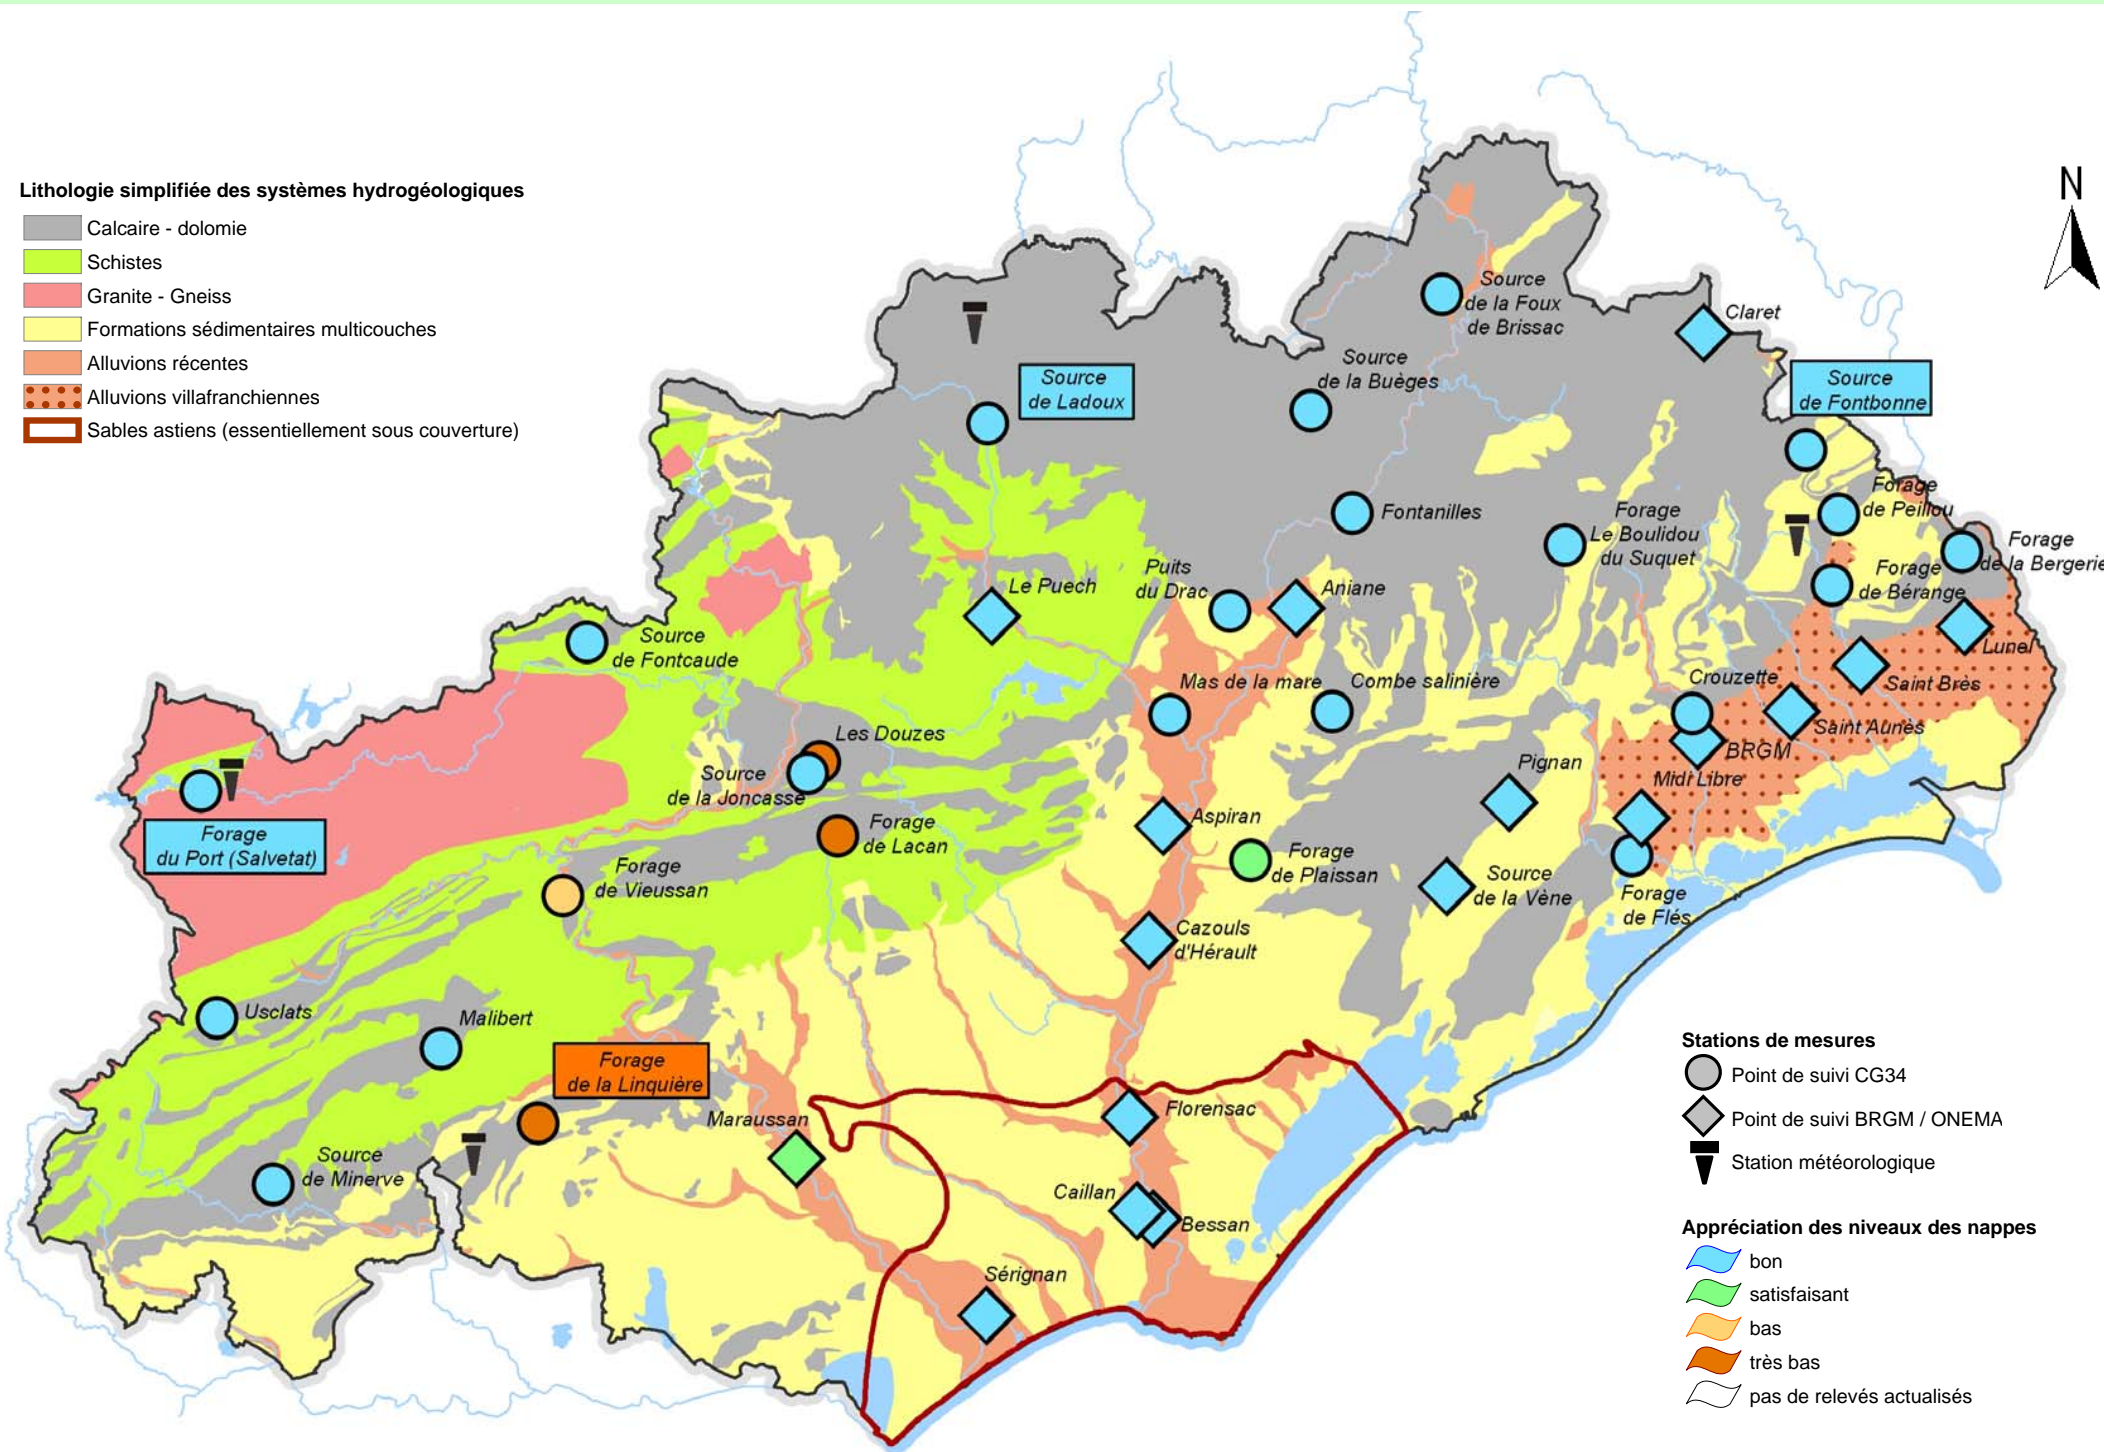 N
Lithologie simplifiée des systèmes hydrogéologiques
Calcaire - dolomie
Schistes
Granite - Gneiss
Formations sédimentaires multicouches
Alluvions récentes
Alluvions villafranchiennes
Sables astiens (essentiellement sous couverture)
Source
de la Foux
de Brissac
Claret
Source
de la Buèges
Source
de Ladoux
Source
de Fontbonne
Fontanilles
Forage
Le Boulidou
du Suquet
Forage
de Peillou
Forage
de la Bergerie
Forage
de Bérange
Puits
du Drac
Aniane
Le Puech
Source
de Fontcaude
Lunel
Saint Brès
Saint Aunès
Crouzette
BRGM
Midi Libre
Mas de la mare
Combe salinière
Les Douzes
Source
de la Joncasse
Pignan
Forage
du Port (Salvetat)
Forage
de Lacan
Aspiran
Forage
de Plaissan
Source
de la Vène
Forage
de Flés
Forage
de Vieussan
Cazouls
d'Hérault
Usclats
Malibert
Forage
de la Linquière
Maraussan
Florensac
Source
de Minerve
Caillan
Bessan
Sérignan
Stations de mesures
Point de suivi CG34
Point de suivi BRGM / ONEMA
Station météorologique
Appréciation des niveaux des nappes
bon
satisfaisant
bas
très bas
pas de relevés actualisés